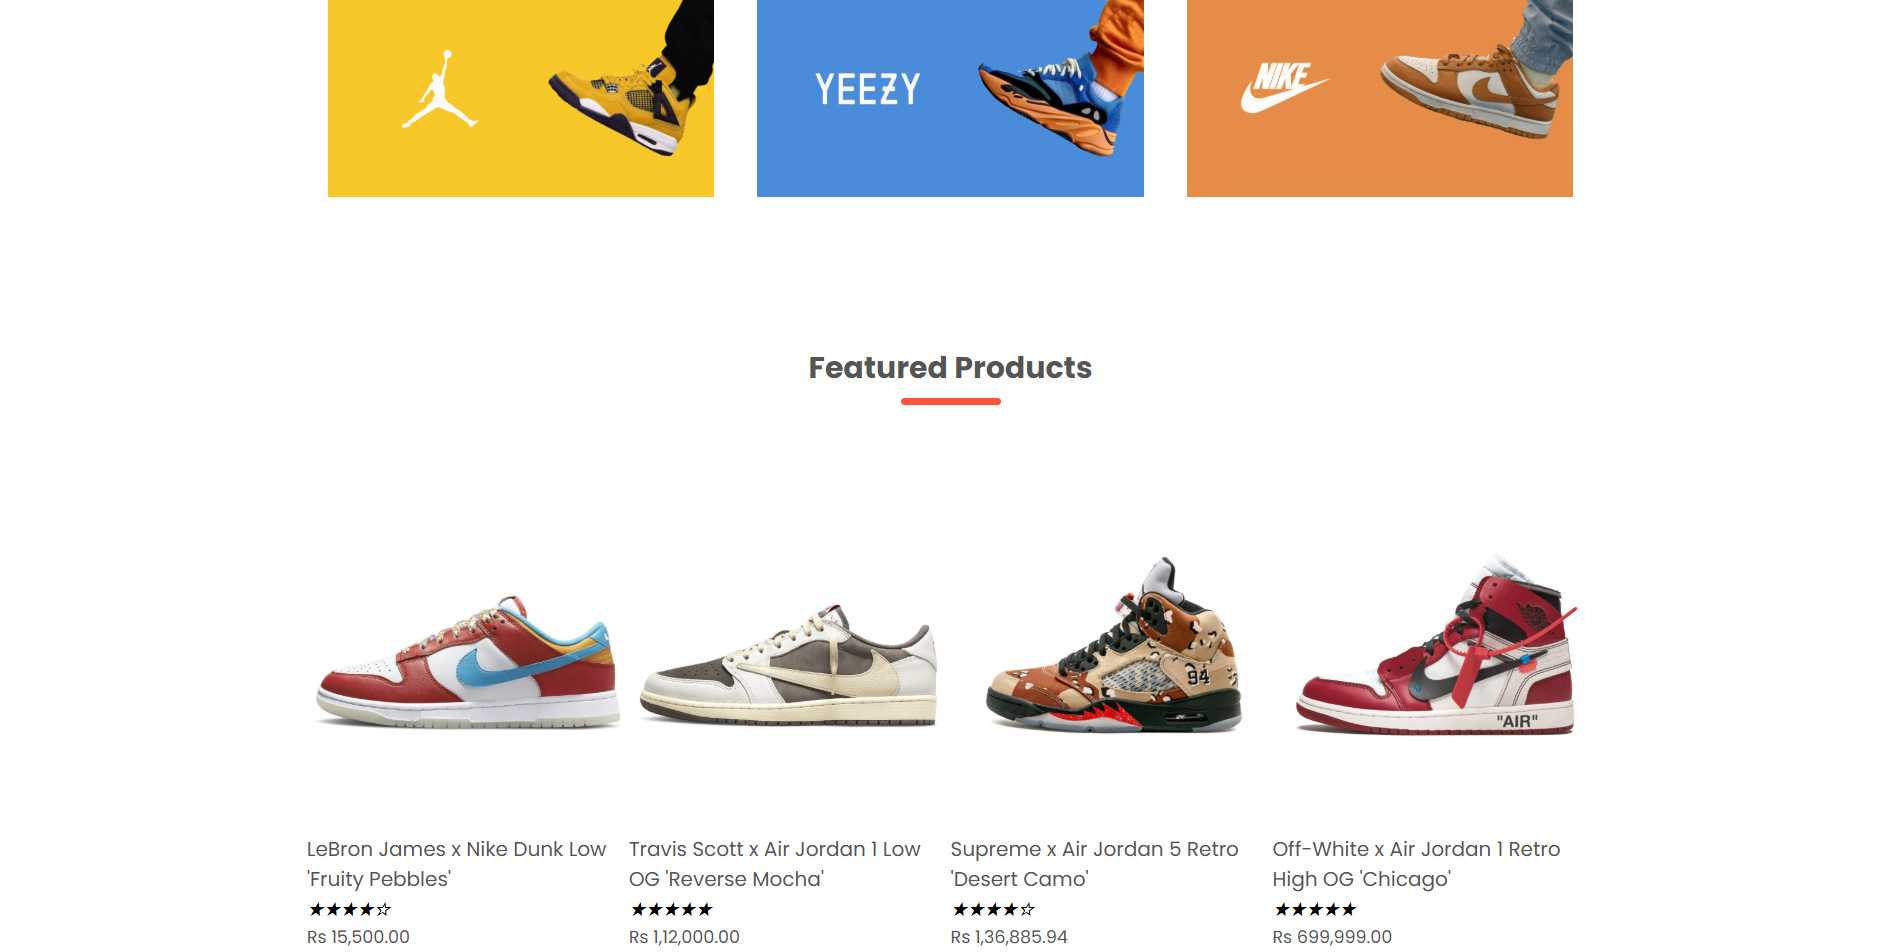 YEEZY
NIKE
Featured Products
94
"AIR"
LeBron James x Nike Dunk Low
'Fruity Pebbles'
★★★★☆
Rs 15,500.00
Travis Scott x Air Jordan 1 Low
OG 'Reverse Mocha'
★★★★★
Rs 1,12,000.00
Supreme x Air Jordan 5 Retro
'Desert Camo'
★★★★☆
Rs 1,36,885.94
Off-White x Air Jordan 1 Retro
High OG 'Chicago'
★★★★★
Rs 699,999.00